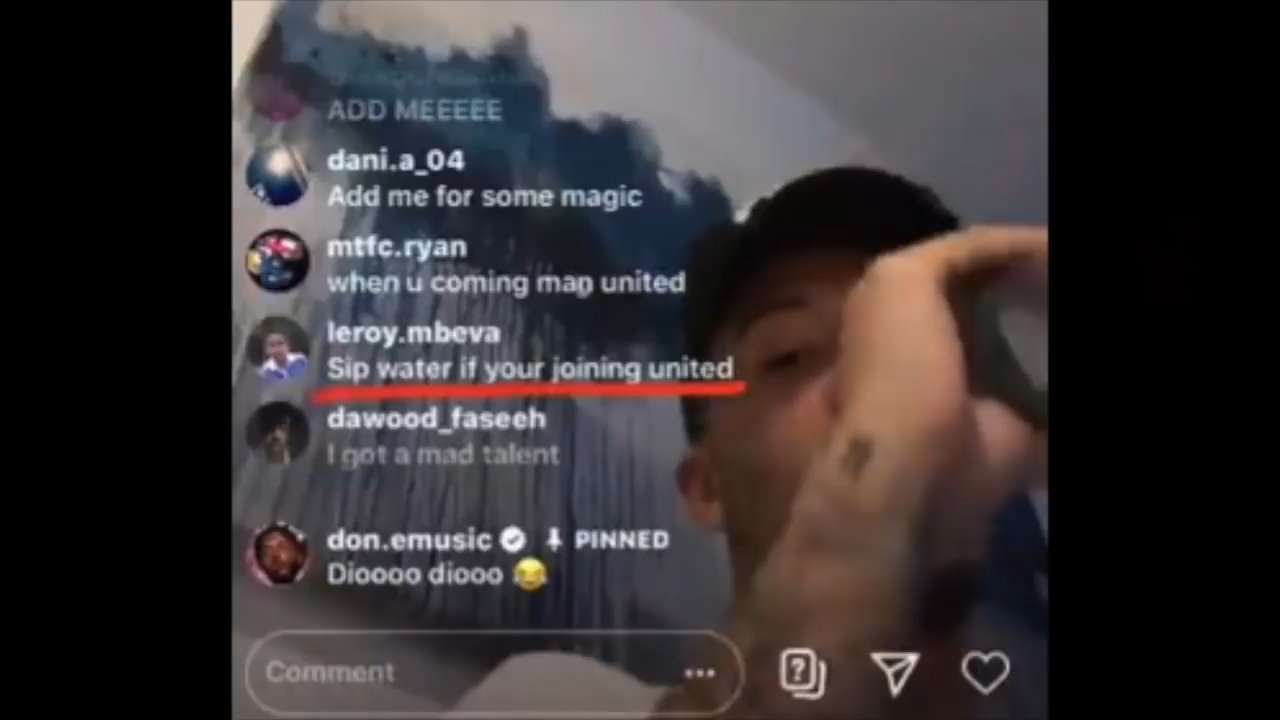 ADD MEEEEE
dani.a_04
Add me for some magic
mtfc.ryan
when u coming man united
leroy.mbeva
Sip water if your joining united
dawood_faseeh
I got a mad talent
don.emusic PINNED
Dioooo diooo 😂
Comment